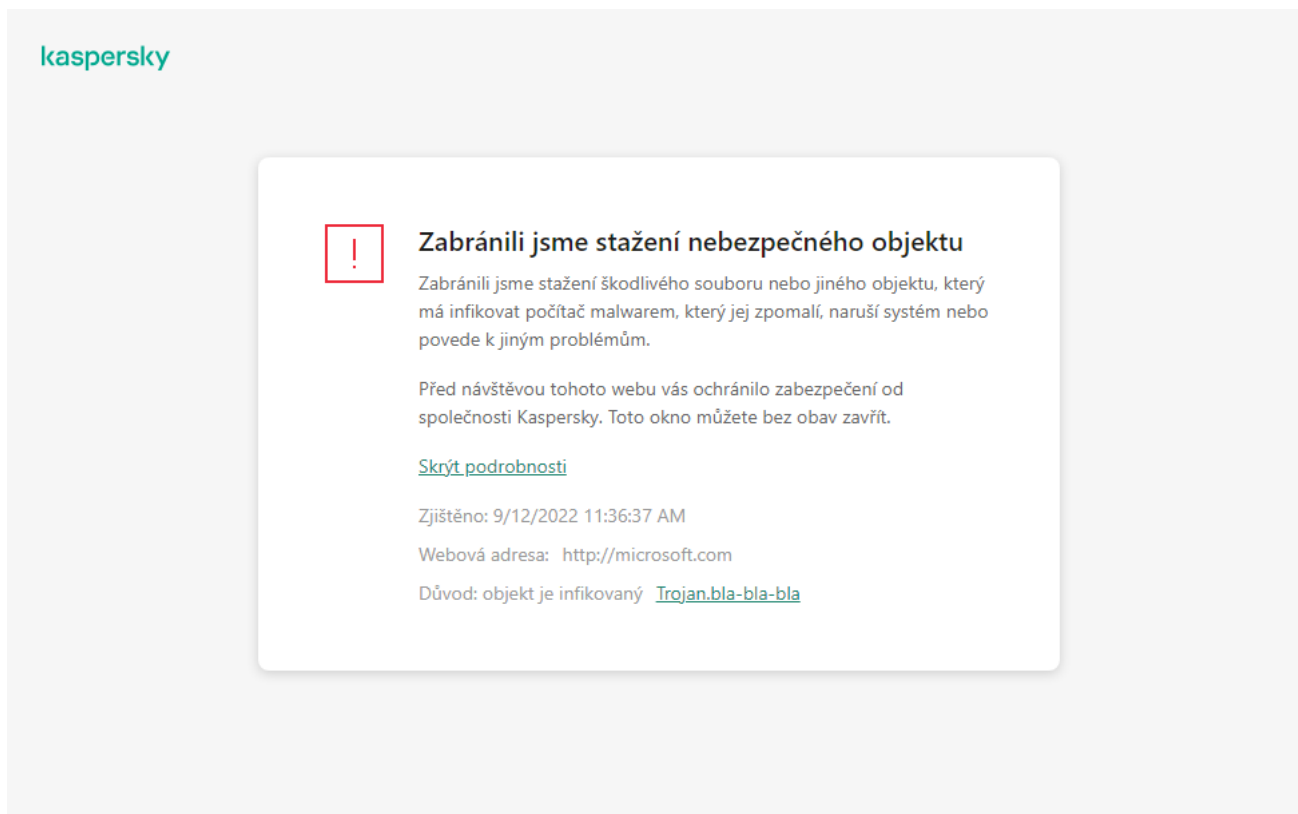 kaspersky
Zabránili jsme stažení nebezpečného objektu
Zabránili jsme stažení škodlivého souboru nebo jiného objektu, který
má infikovat počítač malwarem, který jej zpomalí, naruší systém nebo
povede k jiným problémům.
Před návštěvou tohoto webu vás ochránilo zabezpečení od
společnosti Kaspersky. Toto okno můžete bez obav zavřít.
Skrýt podrobnosti
Zjištěno: 9/12/2022 11:36:37 AM
Webová adresa: http://microsoft.com
Důvod: objekt je infikovaný Trojan.bla-bla-bla